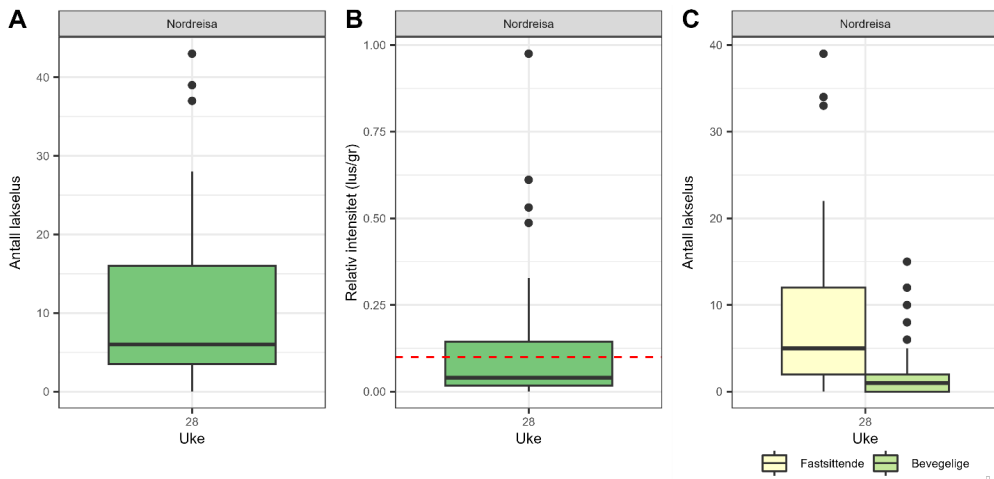 A
Nordreisa
Antall lakselus
40
30
20
10
0
28
Uke
B
Nordreisa
Relativ intensitet (lus/gr)
1.00
0.75
0.50
0.25
0.00
28
Uke
C
Nordreisa
Antall lakselus
40
30
20
10
0
28
Uke
Fastsittende Bevegelige